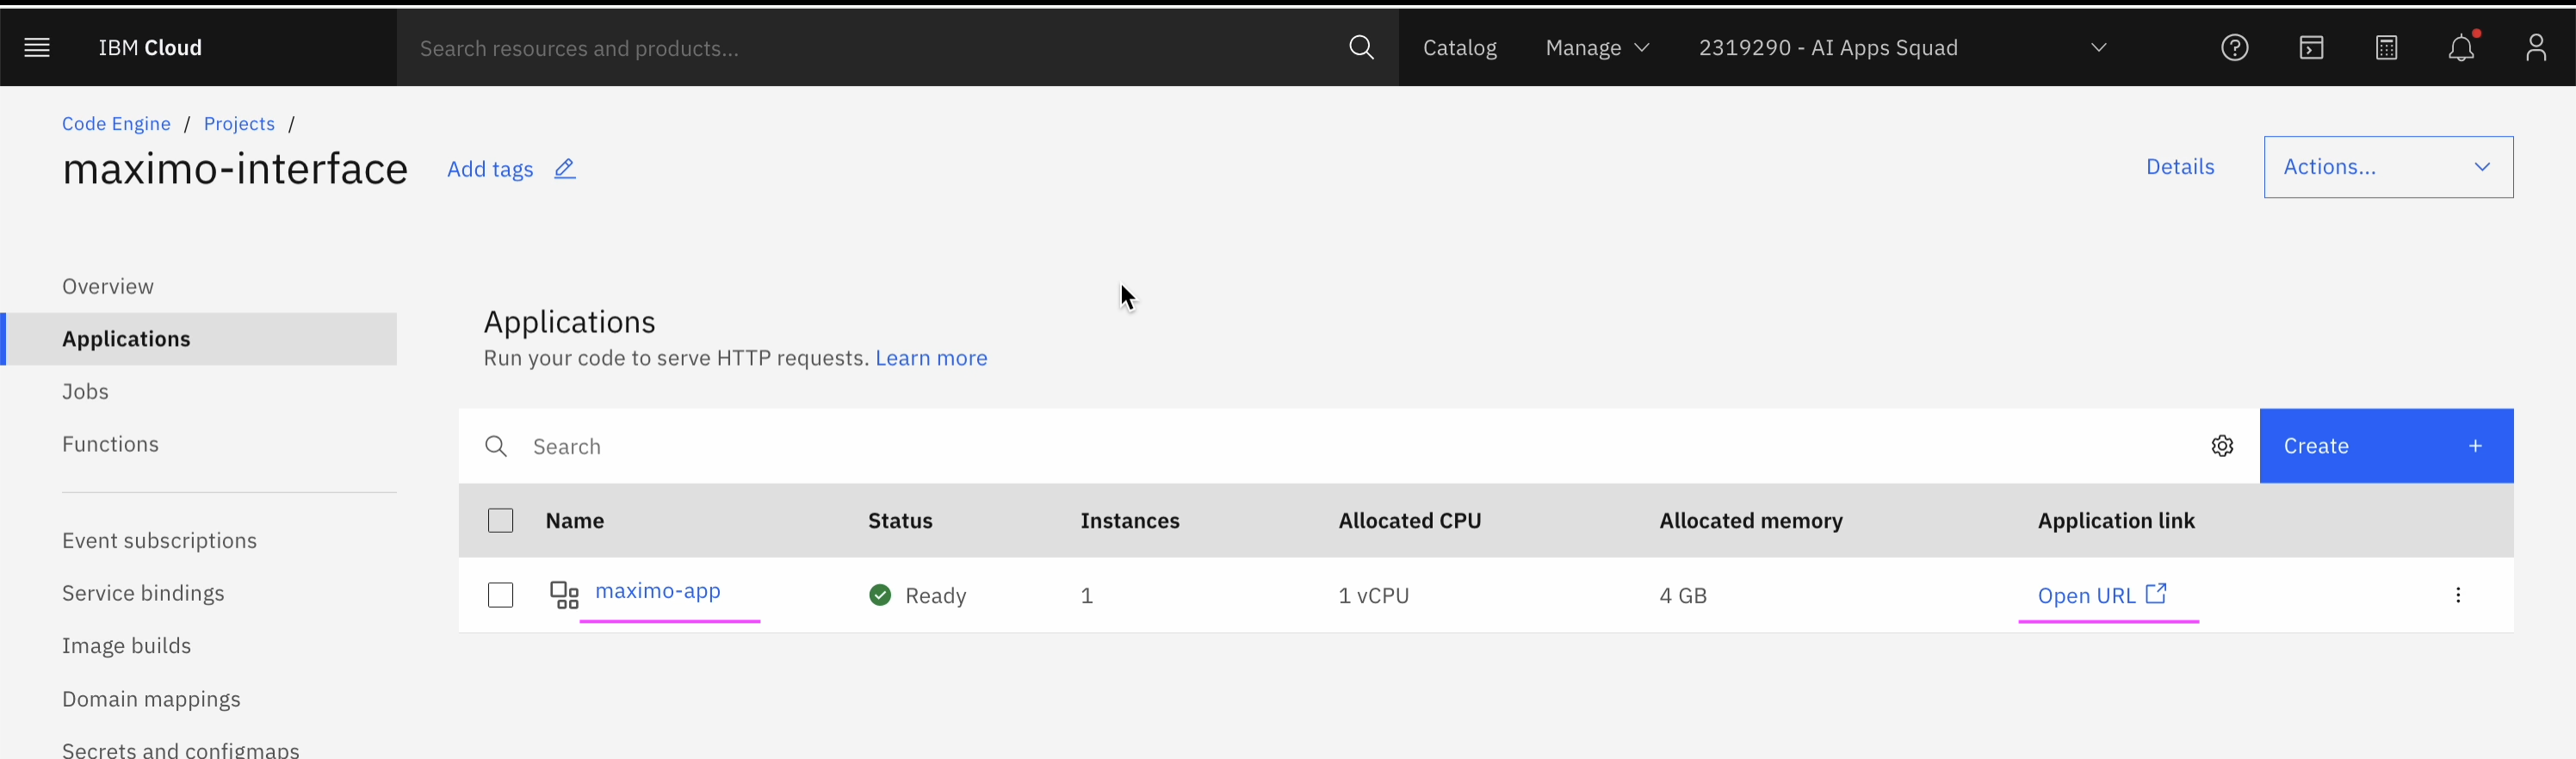 IBM Cloud Search resources and products... Catalog Manage 2319290 - AI Apps Squad
Code Engine / Projects /
maximo-interface Add tags Details Actions...
Overview
Applications
Jobs
Functions
Event subscriptions
Service bindings
Image builds
Domain mappings
Secrets and configmaps
Applications
Run your code to serve HTTP requests. Learn more
Search Create +
Name Status Instances Allocated CPU Allocated memory Application link
maximo-app Ready 1 1 vCPU 4 GB Open URL